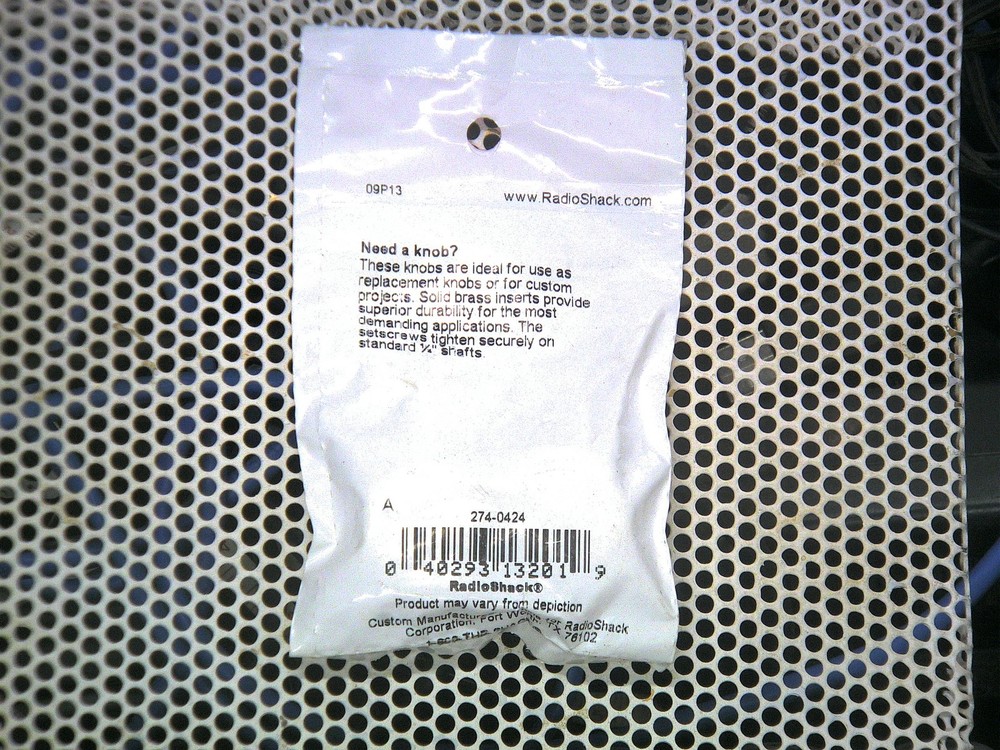 09P13
www.RadioShack.com
Need a knob?
These knobs are ideal for use as
replacement knobs or for custom
projects. Solid brass inserts provide
superior durability for the most
demanding applications. The
setscrews tighten securely on
standard ¼" shafts.
A
274-0424
0 40293 13201 9
RadioShack®
Product may vary from depiction
Custom RadioShack
Corporation, 76102